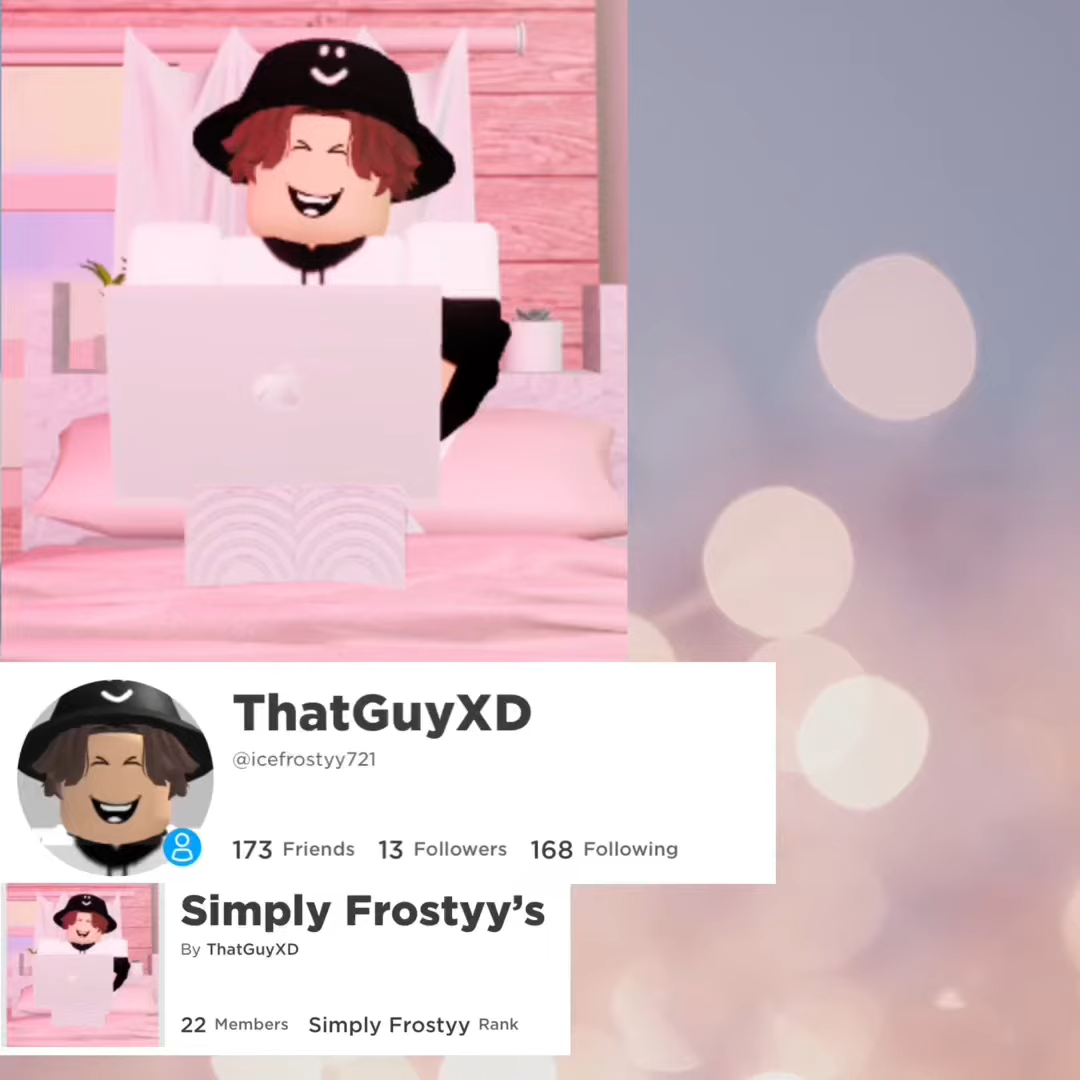 ThatGuyXD
@icefrostyy721
173 Friends 13 Followers 168 Following
Simply Frostyy’s
By ThatGuyXD
22 Members Simply Frostyy Rank